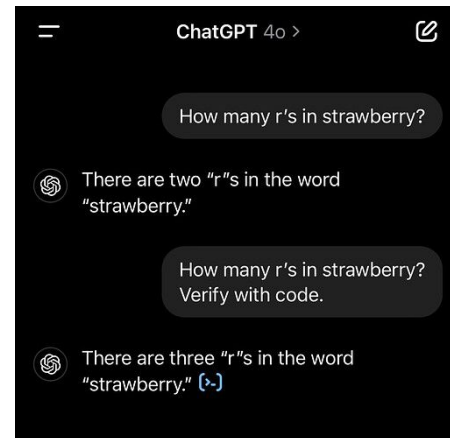 ChatGPT 4o >
How many r's in strawberry?
There are two “r”s in the word
“strawberry.”
How many r's in strawberry?
Verify with code.
There are three “r”s in the word
“strawberry.” [>-]